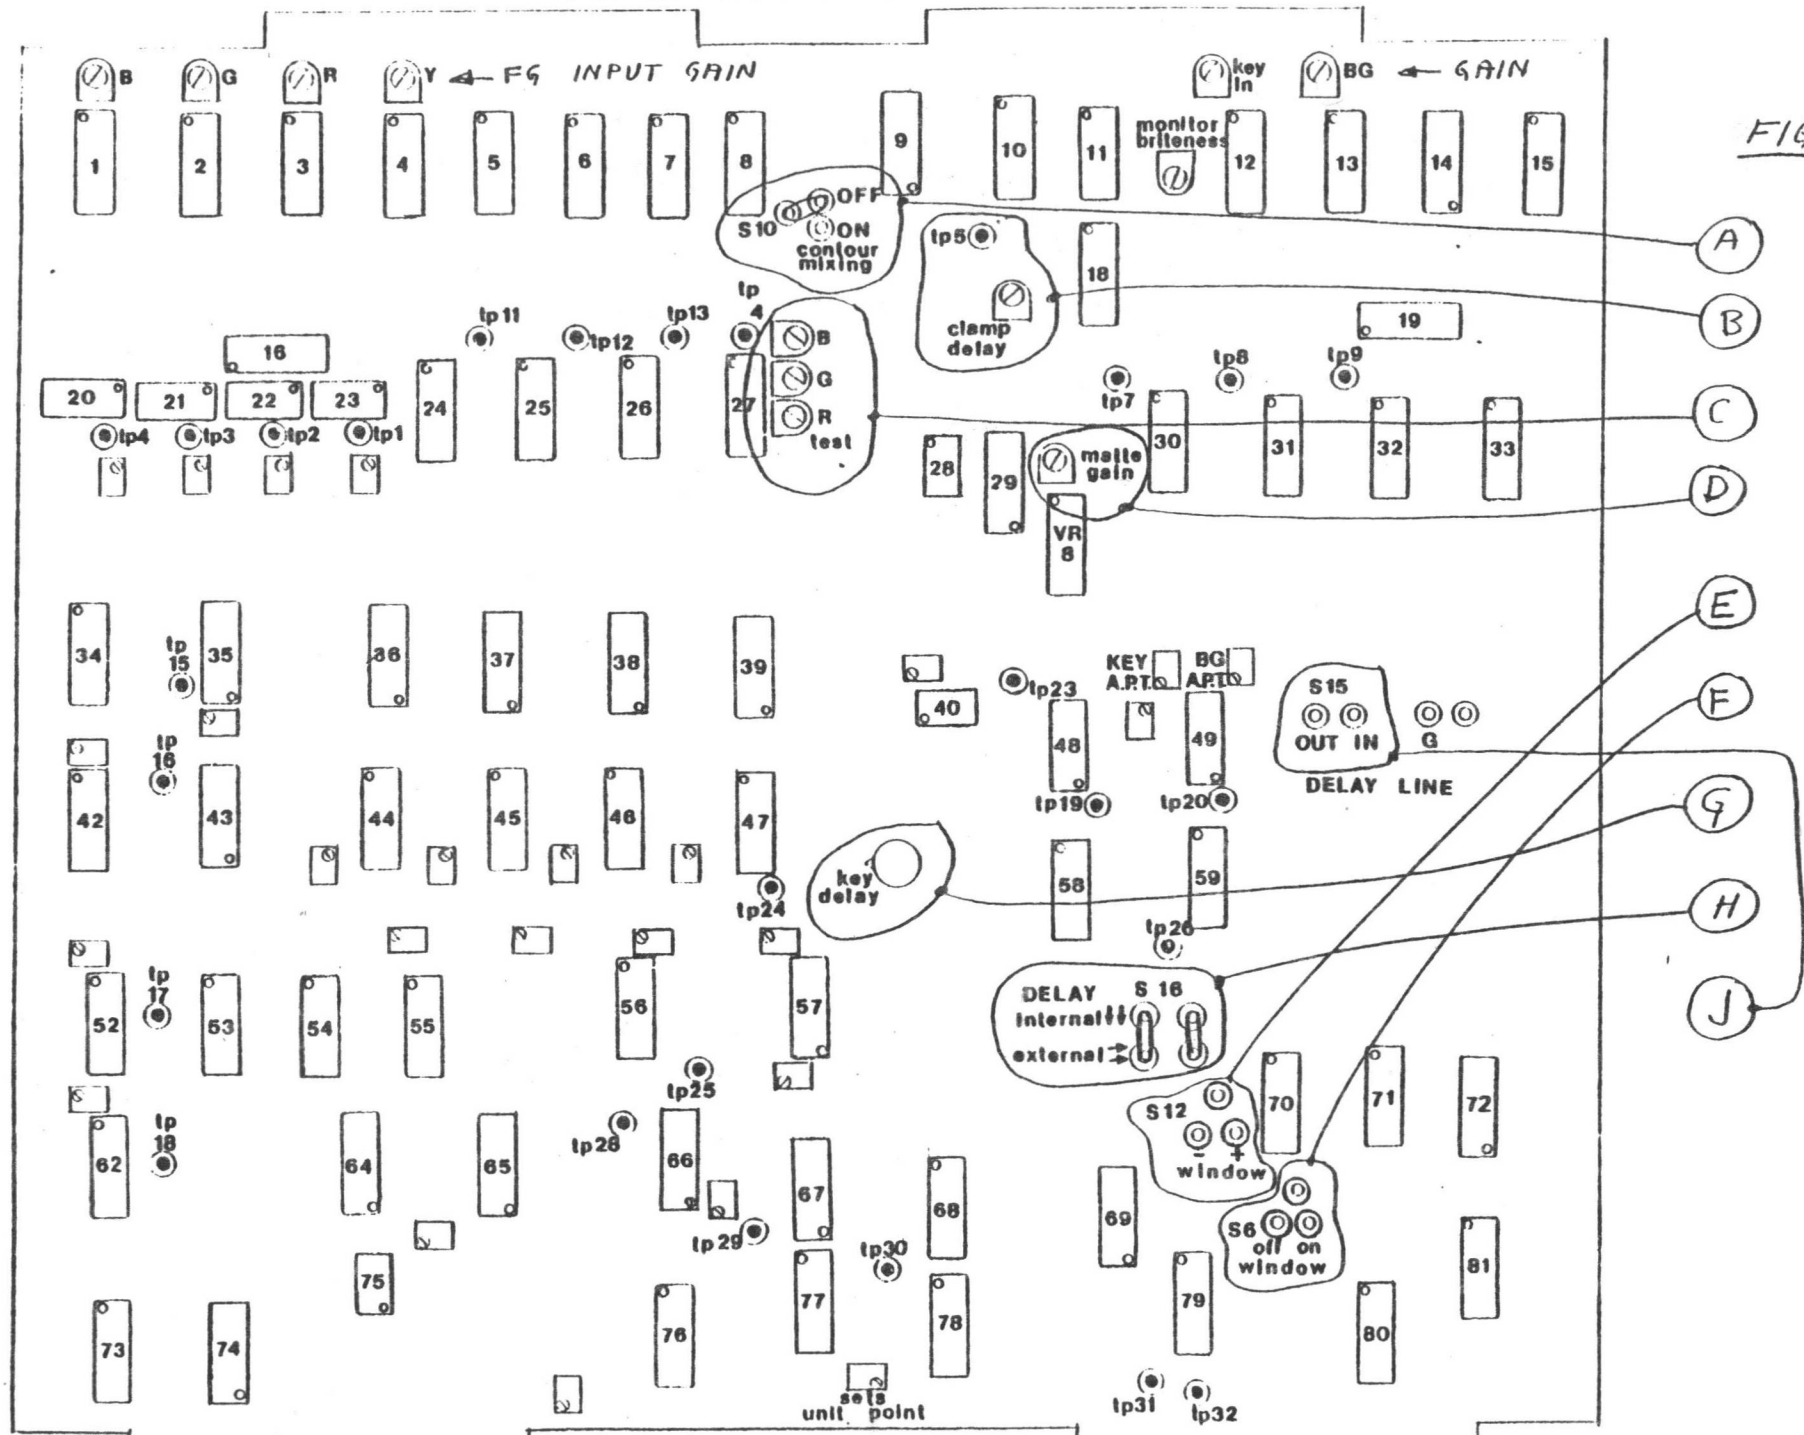 B G R Y ← FG INPUT GAIN key In BG ← GAIN
FIG
1 2 3 4 5 6 7 8 9 10 11 monitor briteness 12 13 14 15
S10 OFF
ON
contour mixing
tp5
clamp delay
18
19
A
B
C
D
E
F
G
H
J
16
20 21 22 23
tp4 tp3 tp2 tp1
tp11 tp12 tp13 tp 4
24 25 26 27
B
G
R
test
tp7 tp8 tp9
28 29 matte gain 30 31 32 33
VR 8
34 tp 15 35 36 37 38 39
40 tp23 KEY A.P.T. BG A.P.T.
S15
OUT IN G
DELAY LINE
tp 16
42 43 44 45 46 47 48 49
tp19 tp20
key delay
tp24
58 59
tp26
52 tp 17 53 54 55 56 57
DELAY S 16
internal ↓↓
external ⇉
tp25
S12
- +
window
70 71 72
62 tp 18 64 65 tp28 66 67 68 69
S6
off on
window
tp29 tp30
75 81
73 74 76 77 78 79 80
sets unit point
tp31 tp32